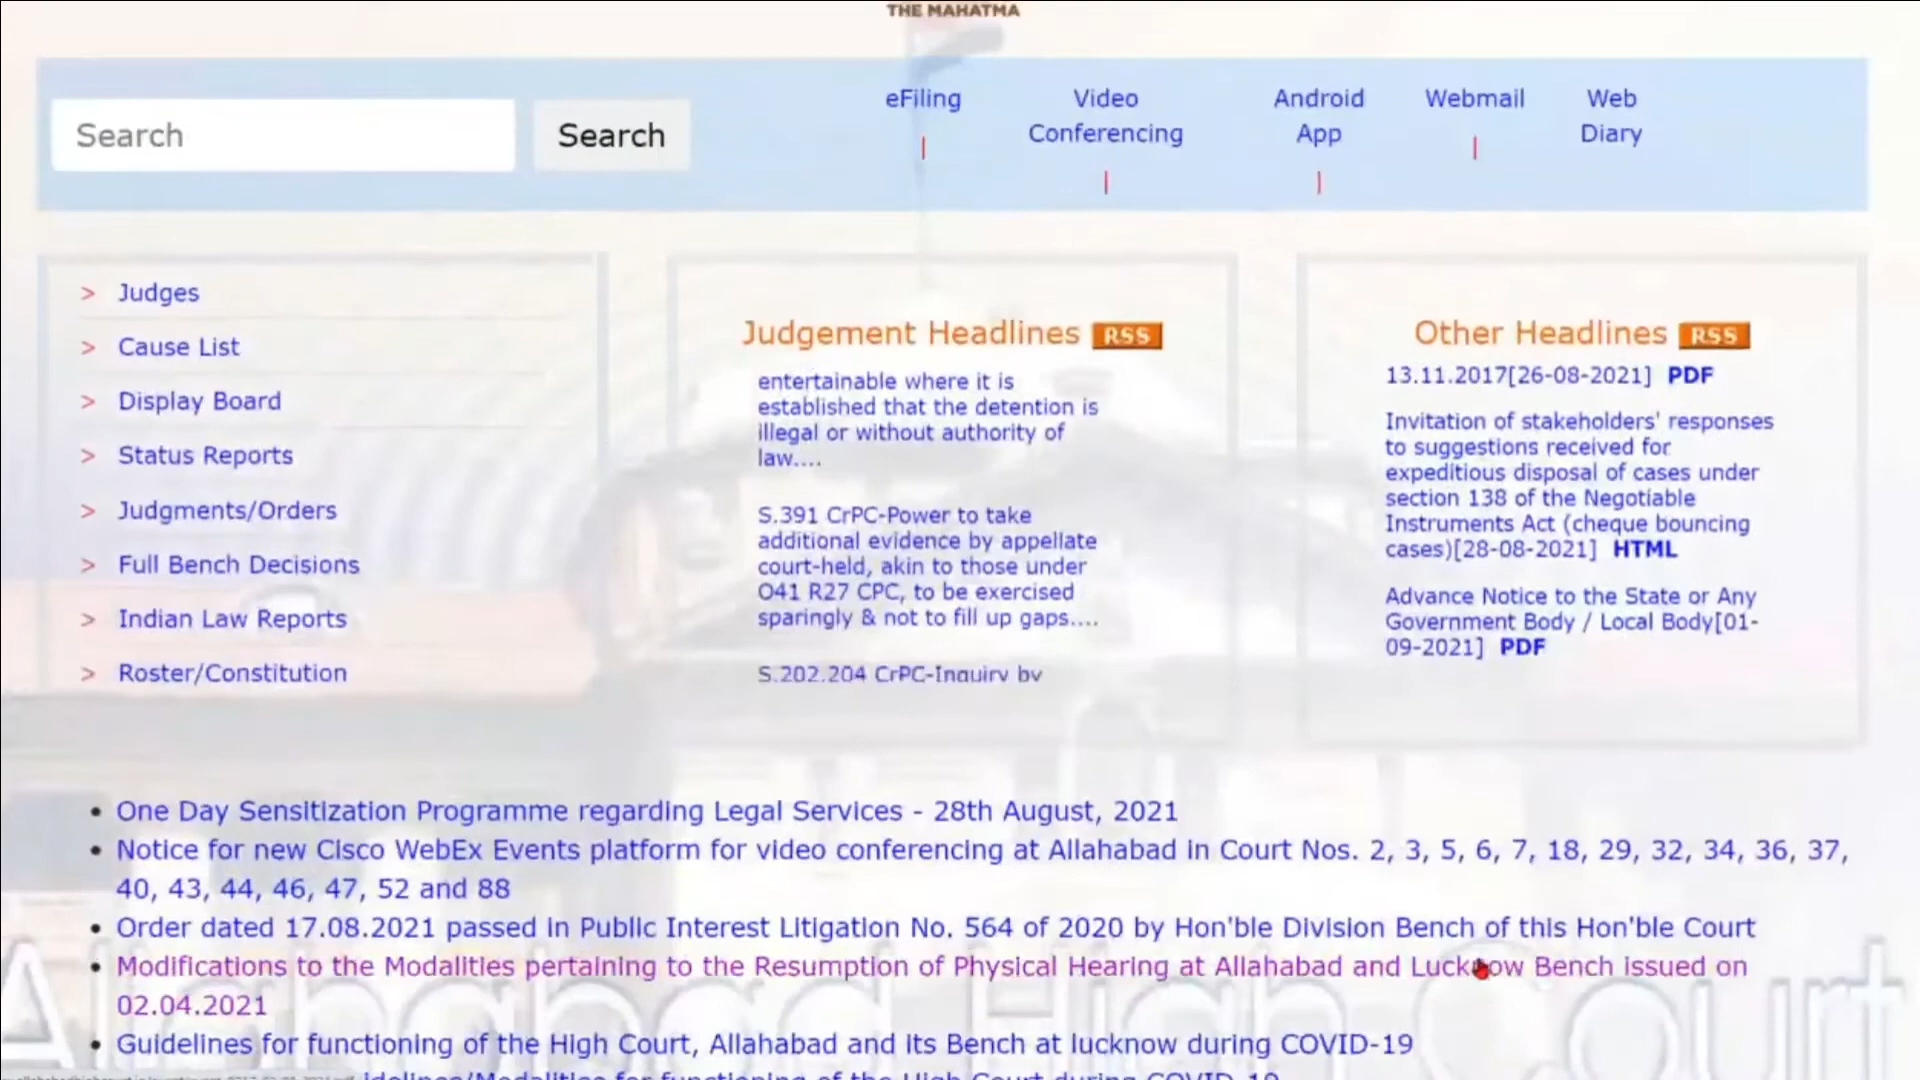 THE MAHATMA
Search
Search
eFiling
|
Video
Conferencing
|
Android
App
|
Webmail
|
Web
Diary
> Judges
> Cause List
> Display Board
> Status Reports
> Judgments/Orders
> Full Bench Decisions
> Indian Law Reports
> Roster/Constitution
Judgement Headlines RSS
entertainable where it is
established that the detention is
illegal or without authority of
law....
S.391 CrPC-Power to take
additional evidence by appellate
court-held, akin to those under
O41 R27 CPC, to be exercised
sparingly & not to fill up gaps....
S.202.204 CrPC-Inquiry by
Other Headlines RSS
13.11.2017[26-08-2021] PDF
Invitation of stakeholders' responses
to suggestions received for
expeditious disposal of cases under
section 138 of the Negotiable
Instruments Act (cheque bouncing
cases)[28-08-2021] HTML
Advance Notice to the State or Any
Government Body / Local Body[01-
09-2021] PDF
• One Day Sensitization Programme regarding Legal Services - 28th August, 2021
• Notice for new Cisco WebEx Events platform for video conferencing at Allahabad in Court Nos. 2, 3, 5, 6, 7, 18, 29, 32, 34, 36, 37,
40, 43, 44, 46, 47, 52 and 88
• Order dated 17.08.2021 passed in Public Interest Litigation No. 564 of 2020 by Hon'ble Division Bench of this Hon'ble Court
• Modifications to the Modalities pertaining to the Resumption of Physical Hearing at Allahabad and Lucknow Bench issued on
02.04.2021
• Guidelines for functioning of the High Court, Allahabad and its Bench at lucknow during COVID-19
Allahabad High Court